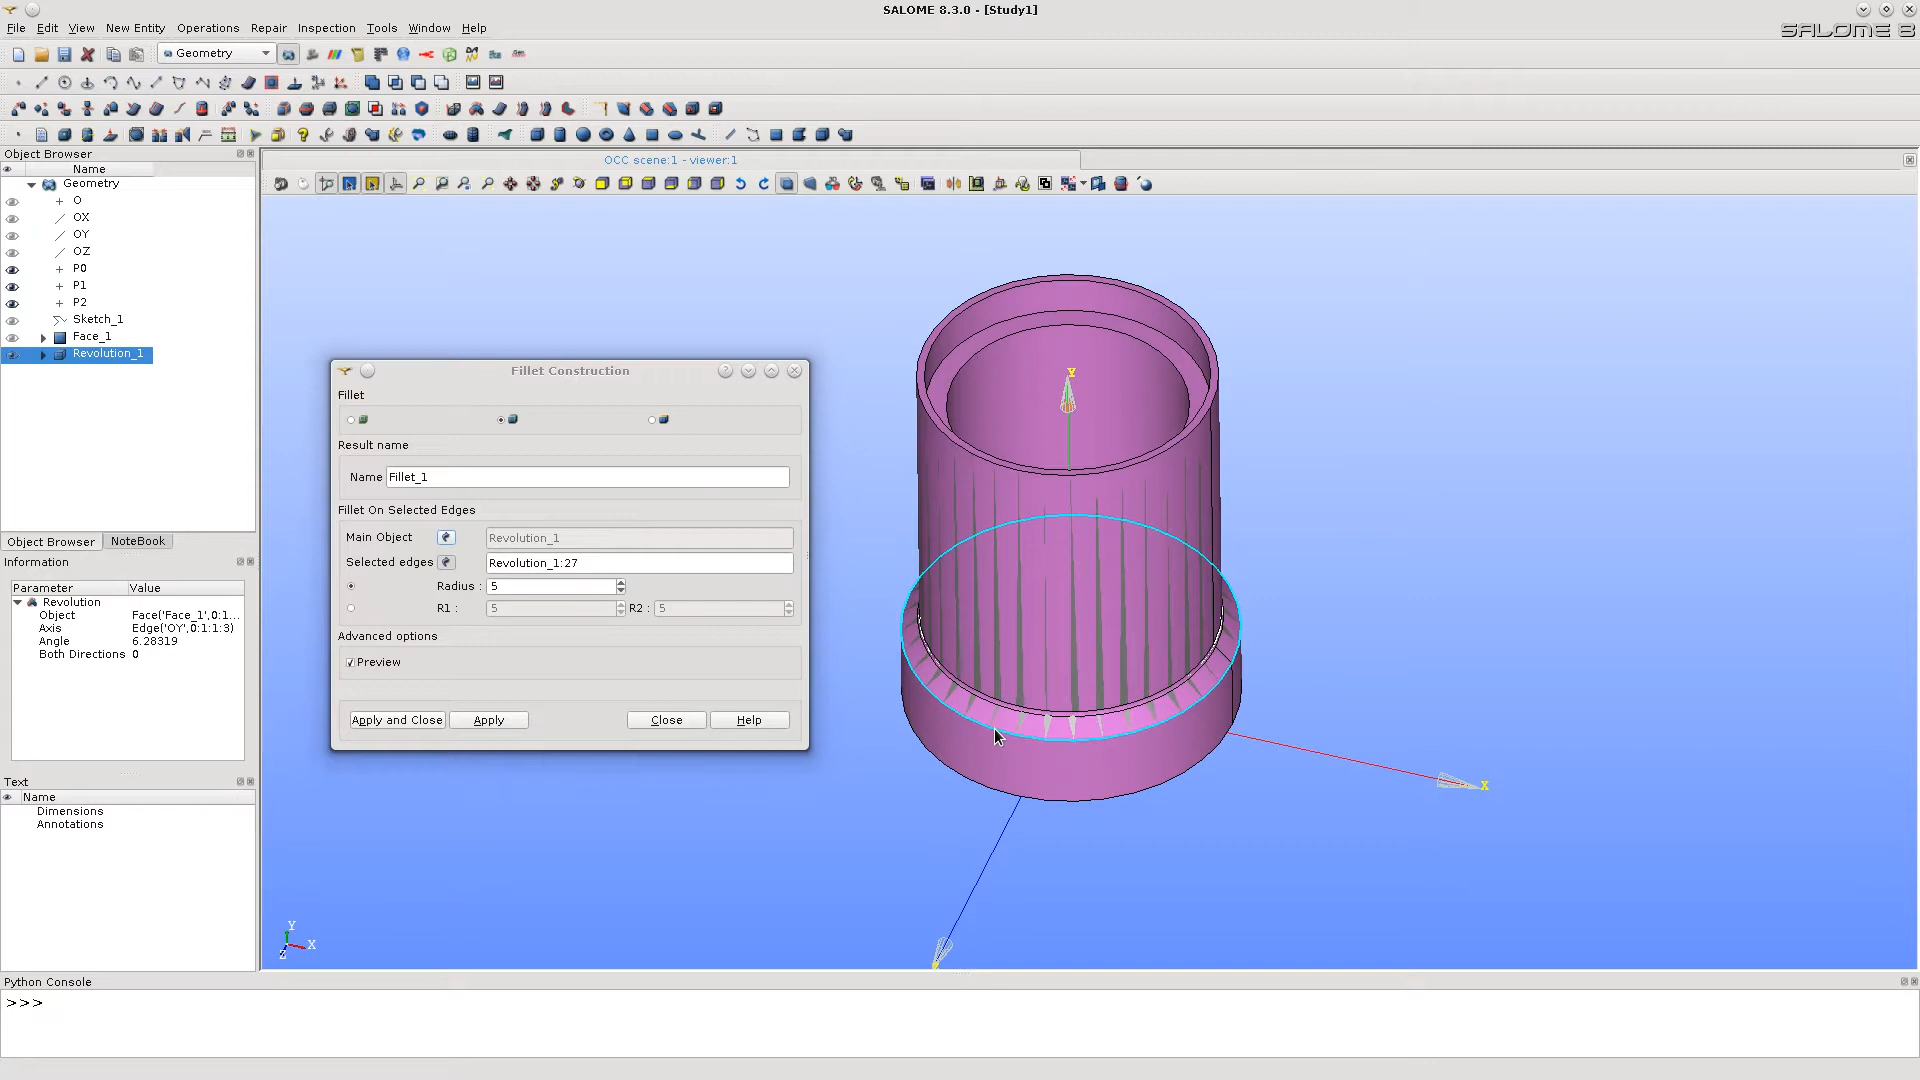 SALOME 8.3.0 - [Study1]
File Edit View New Entity Operations Repair Inspection Tools Window Help
SALOME 8
Geometry
Object Browser
OCC scene:1 - viewer:1
Name
Geometry
O
OX
OY
OZ
P0
P1
P2
Sketch_1
Face_1
Revolution_1
Fillet Construction
Fillet
Result name
Name Fillet_1
Fillet On Selected Edges
Main Object Revolution_1
Selected edges Revolution_1:27
Radius : 5
R1 : 5 R2 : 5
Advanced options
Preview
Apply and Close Apply Close Help
Y
X
Y
X
Z
Object Browser NoteBook
Information
Parameter Value
Revolution
Object Face('Face_1',0:1...
Axis Edge('OY',0:1:1:3)
Angle 6.28319
Both Directions 0
Text
Name
Dimensions
Annotations
Python Console
>>>